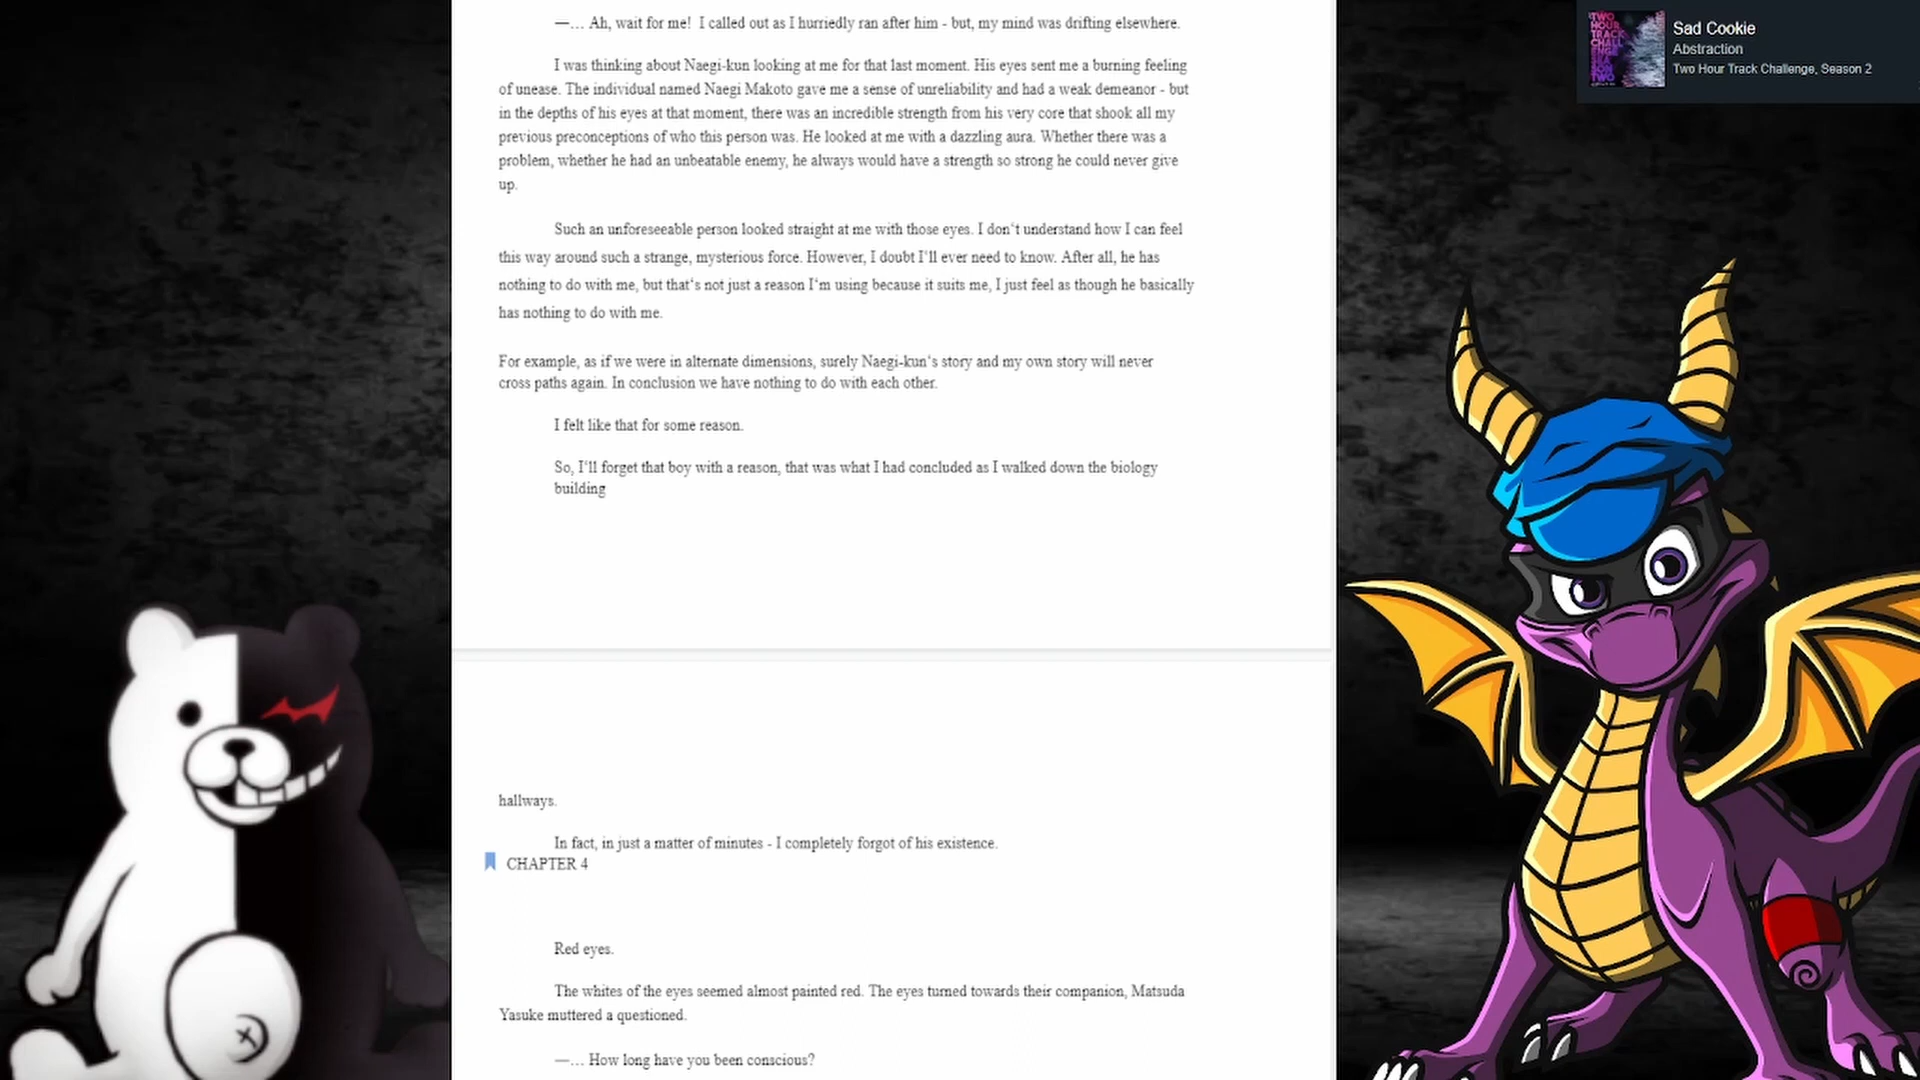 —… Ah, wait for me!  I called out as I hurriedly ran after him - but, my mind was drifting elsewhere.
I was thinking about Naegi-kun looking at me for that last moment. His eyes sent me a burning feeling
of unease. The individual named Naegi Makoto gave me a sense of unreliability and had a weak demeanor - but
in the depths of his eyes at that moment, there was an incredible strength from his very core that shook all my
previous preconceptions of who this person was. He looked at me with a dazzling aura. Whether there was a
problem, whether he had an unbeatable enemy, he always would have a strength so strong he could never give
up.
Such an unforeseeable person looked straight at me with those eyes. I don't understand how I can feel
this way around such a strange, mysterious force. However, I doubt I'll ever need to know. After all, he has
nothing to do with me, but that's not just a reason I'm using because it suits me, I just feel as though he basically
has nothing to do with me.
For example, as if we were in alternate dimensions, surely Naegi-kun's story and my own story will never
cross paths again. In conclusion we have nothing to do with each other.
I felt like that for some reason.
So, I'll forget that boy with a reason, that was what I had concluded as I walked down the biology
building
hallways.
In fact, in just a matter of minutes - I completely forgot of his existence.
CHAPTER 4
Red eyes.
The whites of the eyes seemed almost painted red. The eyes turned towards their companion, Matsuda
Yasuke muttered a questioned.
—… How long have you been conscious?
TWO
HOUR
TRACK
CHALL
ENGE
SEA
SON
TWO
Sad Cookie
Abstraction
Two Hour Track Challenge, Season 2